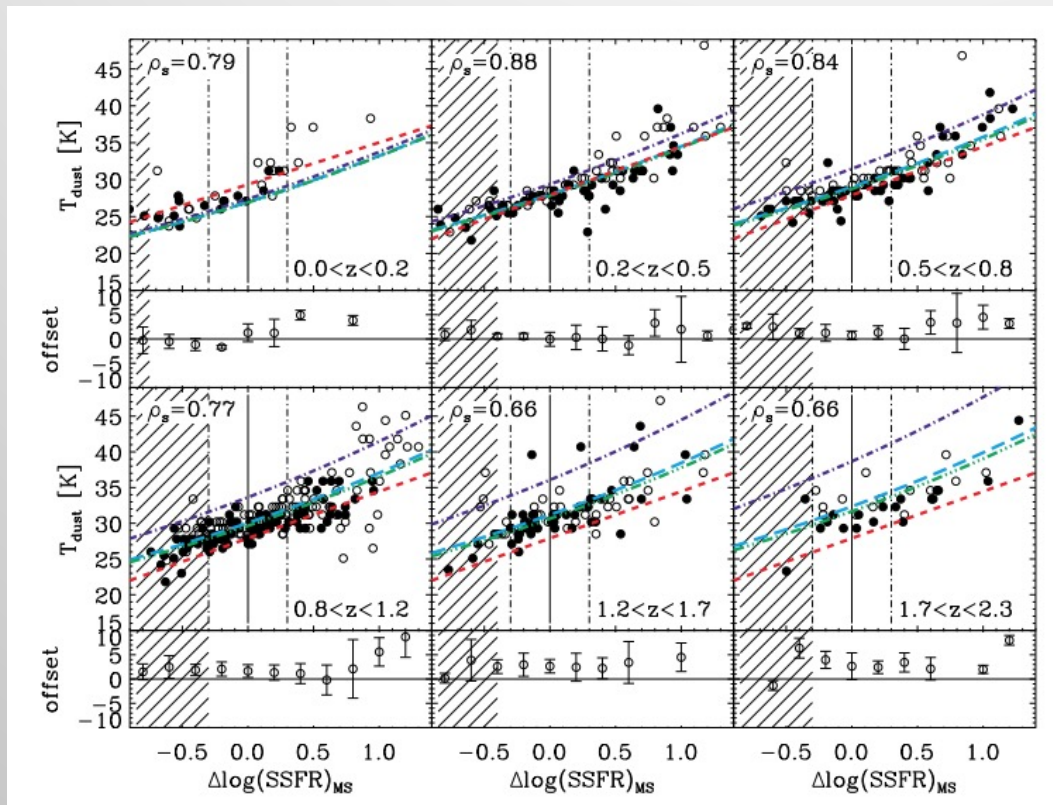 ρs=0.79
ρs=0.88
ρs=0.84
45
40
35
30
25
20
15
Tdust [K]
0.0<z<0.2
0.2<z<0.5
0.5<z<0.8
10
5
0
−5
−10
offset
ρs=0.77
ρs=0.66
ρs=0.66
45
40
35
30
25
20
15
Tdust [K]
0.8<z<1.2
1.2<z<1.7
1.7<z<2.3
10
5
0
−5
−10
offset
−0.5 0.0 0.5 1.0
−0.5 0.0 0.5 1.0
−0.5 0.0 0.5 1.0
Δlog(SSFR)MS
Δlog(SSFR)MS
Δlog(SSFR)MS